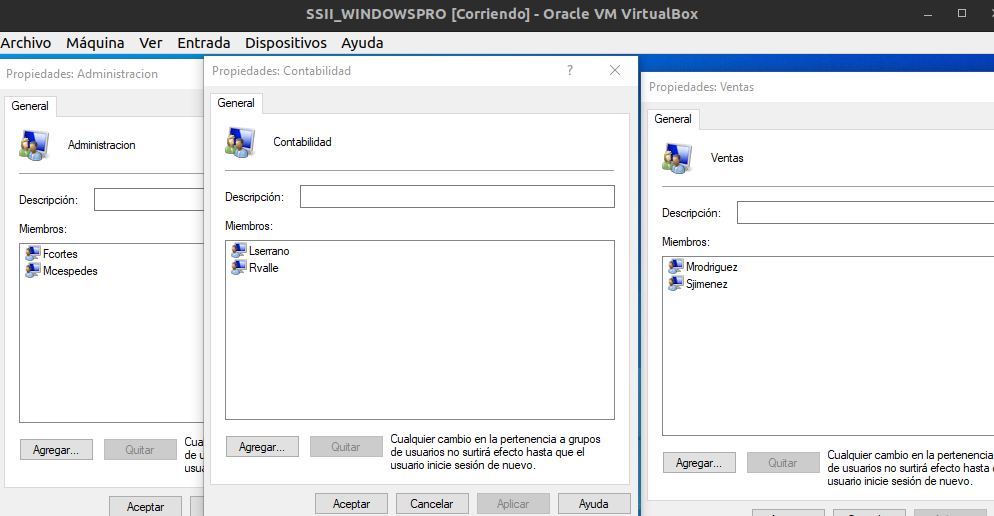 SSII_WINDOWSPRO [Corriendo] - Oracle VM VirtualBox
Archivo Máquina Ver Entrada Dispositivos Ayuda
Propiedades: Administracion
General
Administracion
Descripción:
Miembros:
Fcortes
Mcespedes
Agregar...
Quitar
Cua
de u
usua
Aceptar
Propiedades: Contabilidad
?
General
Contabilidad
Descripción:
Miembros:
Lserrano
Rvalle
Agregar...
Quitar
Cualquier cambio en la pertenencia a grupos
de usuarios no surtirá efecto hasta que el
usuario inicie sesión de nuevo.
Aceptar
Cancelar
Aplicar
Ayuda
Propiedades: Ventas
General
Ventas
Descripción:
Miembros:
Mrodriguez
Sjimenez
Agregar...
Quitar
Cualquier cambio en la pertenencia
de usuarios no surtirá efecto hasta
usuario inicie sesión de nuevo.